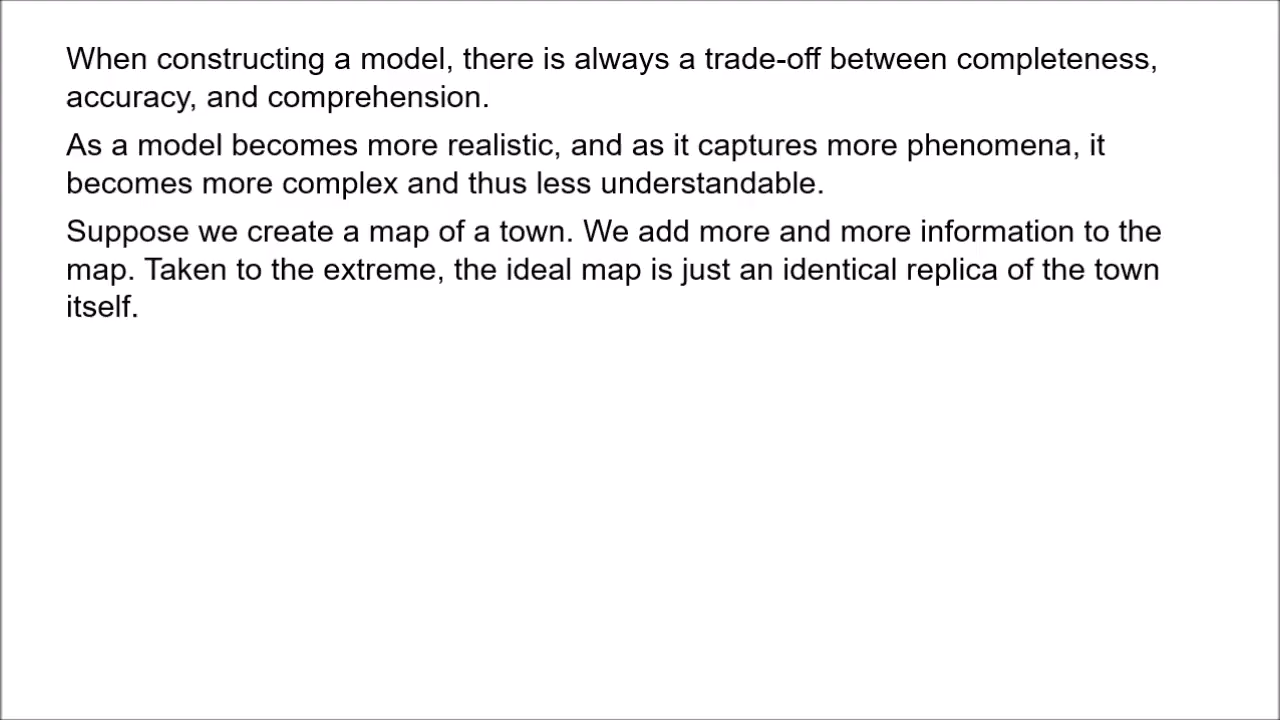 When constructing a model, there is always a trade-off between completeness,
accuracy, and comprehension.
As a model becomes more realistic, and as it captures more phenomena, it
becomes more complex and thus less understandable.
Suppose we create a map of a town. We add more and more information to the
map. Taken to the extreme, the ideal map is just an identical replica of the town
itself.